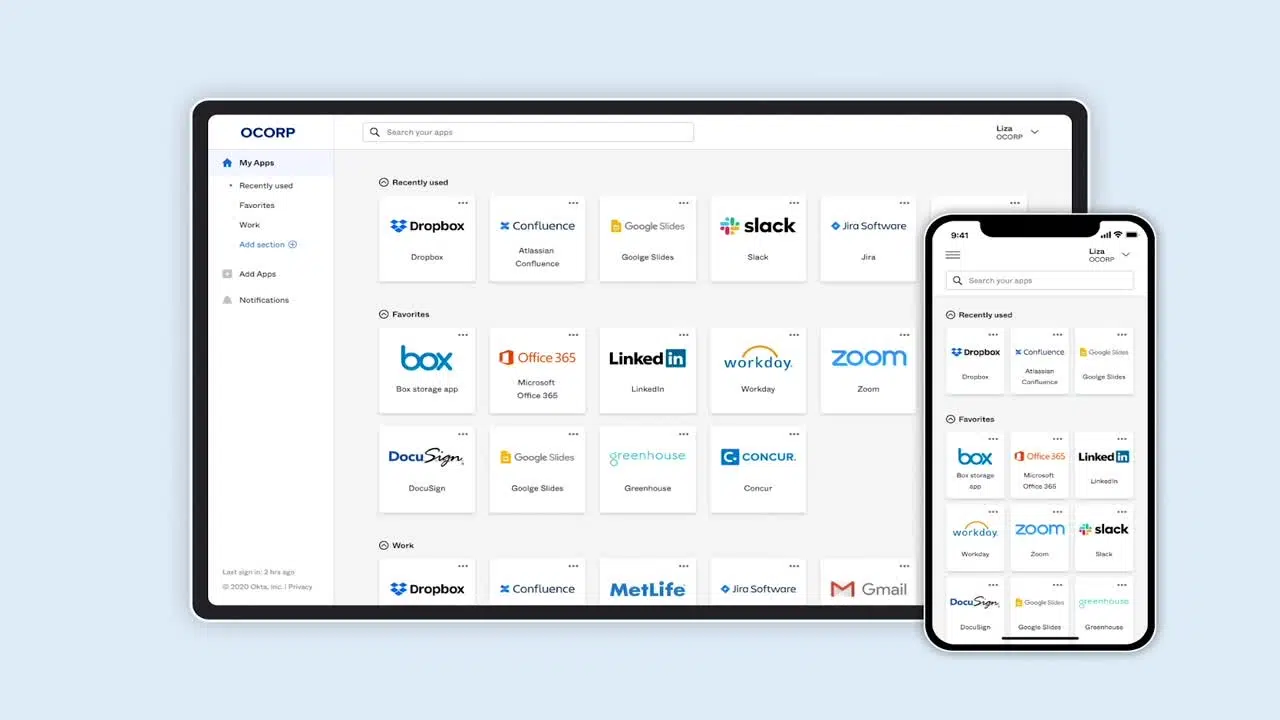 OCORP
Search your apps
Liza
OCORP
My Apps
Recently used
Favorites
Work
Add section
Add Apps
Notifications
Last sign in: 2 hrs ago
© 2020 Okta, Inc. | Privacy
Recently used
Dropbox
Dropbox
Confluence
Atlassian
Confluence
Google Slides
Goolge Slides
slack
Slack
Jira Software
Jira
Favorites
box
Box storage app
Office 365
Microsoft
Office 365
Linked in
LinkedIn
workday.
Workday
zoom
Zoom
DocuSign
DocuSign
Google Slides
Goolge Slides
greenhouse
Greenhouse
C. CONCUR.
Concur
Work
Dropbox
Confluence
MetLife
Jira Software
Gmail
9:41
Liza
OCORP
Search your apps
Recently used
Dropbox
Dropbox
Confluence
Atlassian
Confluence
Google Slides
Goolge Slides
Favorites
box
Box storage
app
Office 365
Microsoft
Office 365
Linked in
LinkedIn
workday.
Workday
zoom
Zoom
slack
Slack
DocuSign
DocuSign
Google Slides
Google Slides
greenhouse
Greenhouse